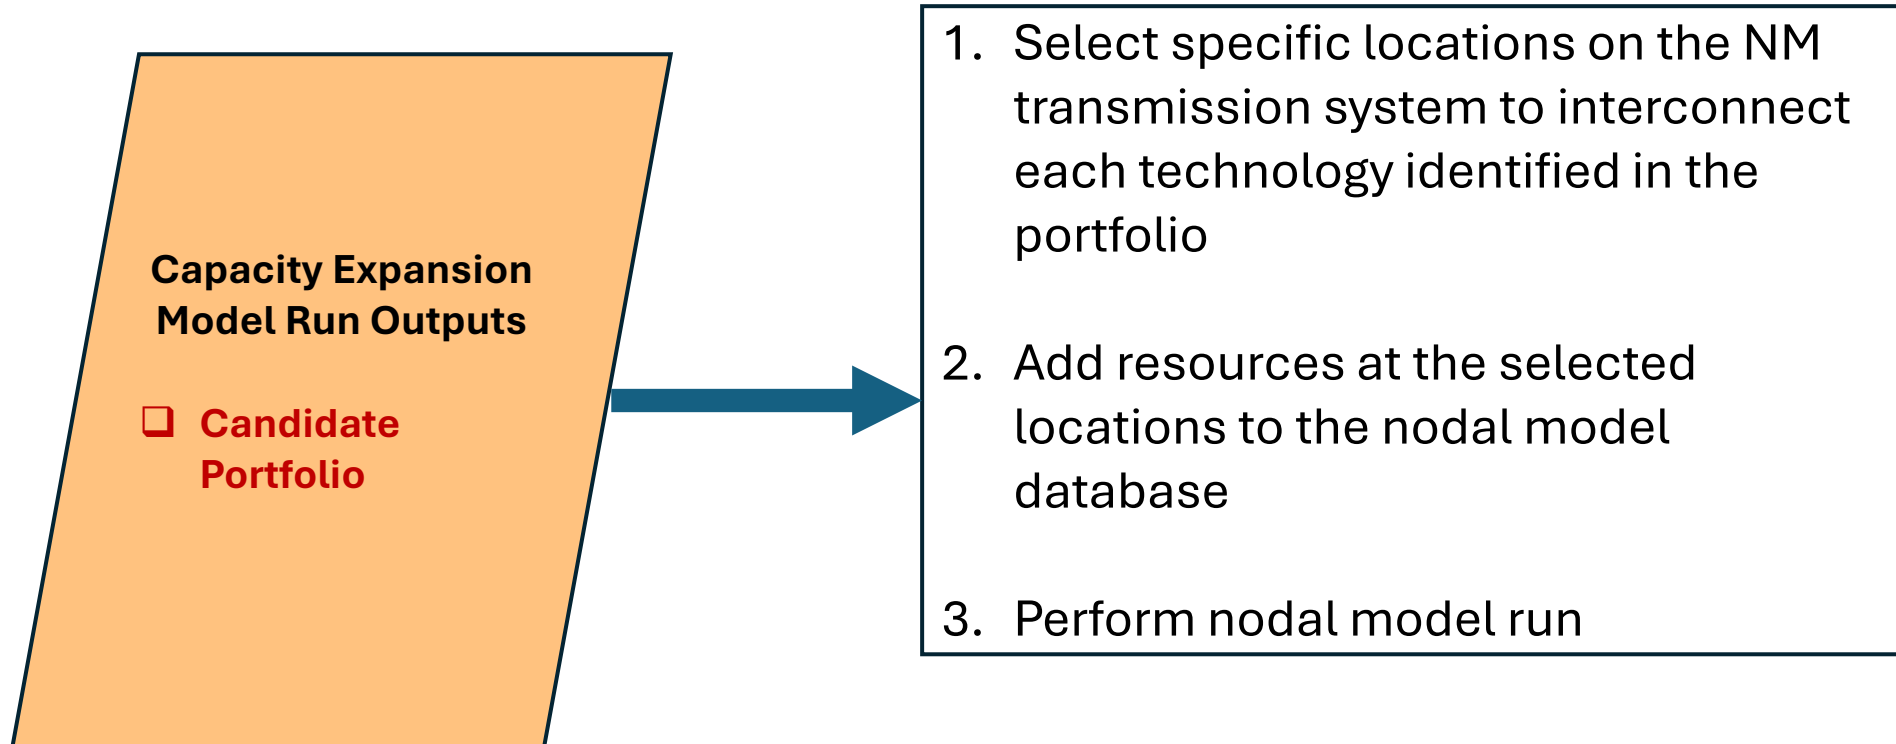 Capacity Expansion
Model Run Outputs
❑ Candidate
Portfolio
1. Select specific locations on the NM
transmission system to interconnect
each technology identified in the
portfolio
2. Add resources at the selected
locations to the nodal model
database
3. Perform nodal model run